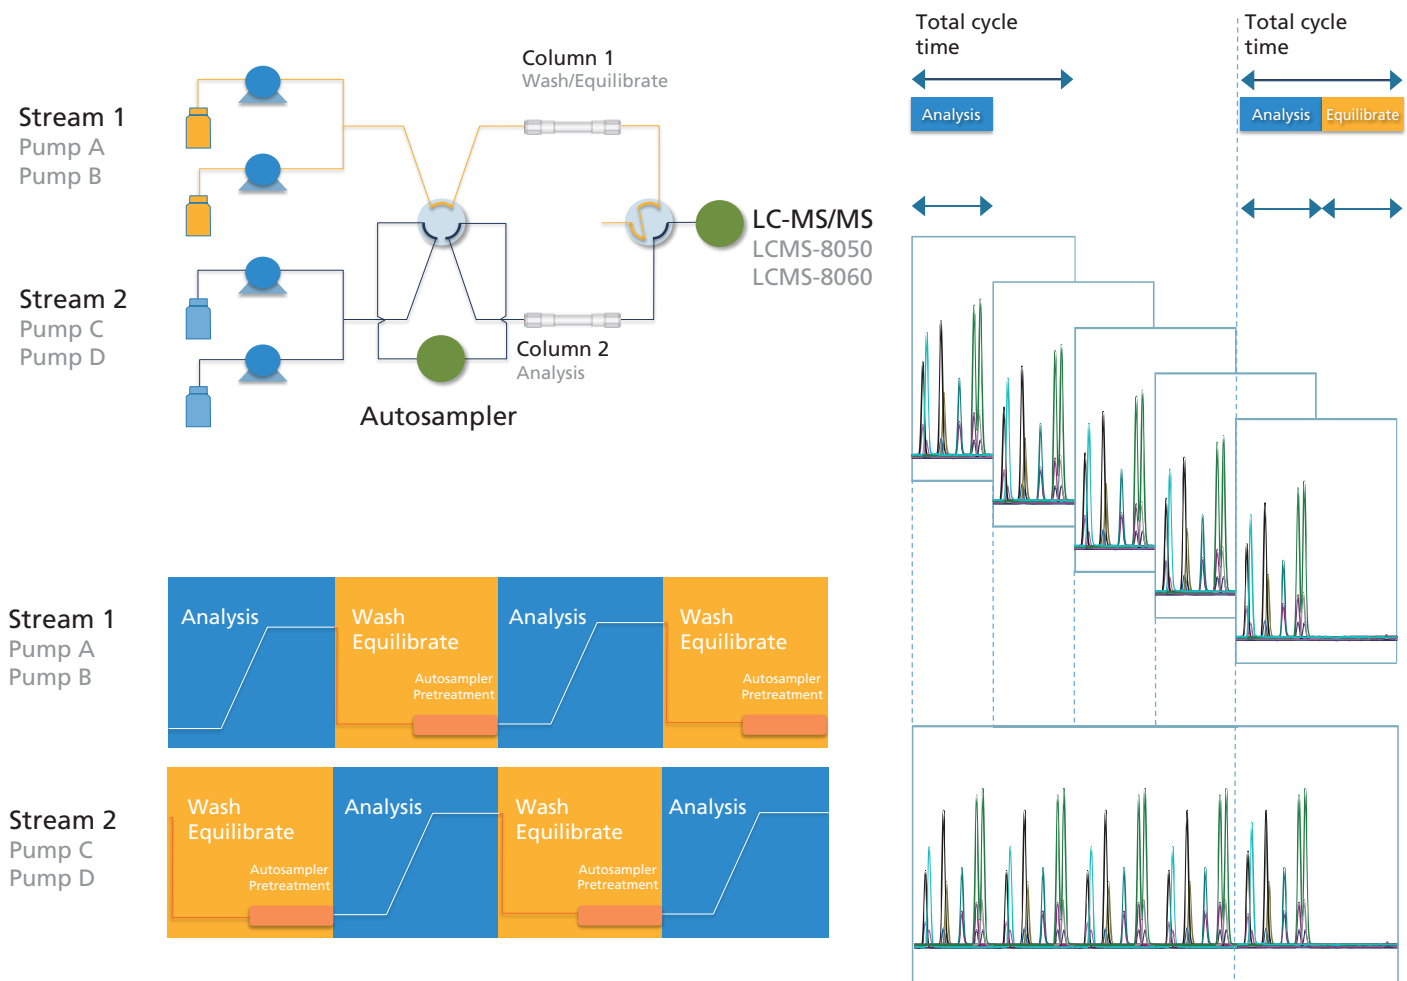 Stream 1
Pump A
Pump B
Stream 2
Pump C
Pump D
Column 1
Wash/Equilibrate
Column 2
Analysis
Autosampler
LC-MS/MS
LCMS-8050
LCMS-8060
Total cycle
time
Analysis
Total cycle
time
Analysis
Equilibrate
Stream 1
Pump A
Pump B
Analysis
Wash
Equilibrate
Autosampler
Pretreatment
Analysis
Wash
Equilibrate
Autosampler
Pretreatment
Stream 2
Pump C
Pump D
Wash
Equilibrate
Autosampler
Pretreatment
Analysis
Wash
Equilibrate
Autosampler
Pretreatment
Analysis